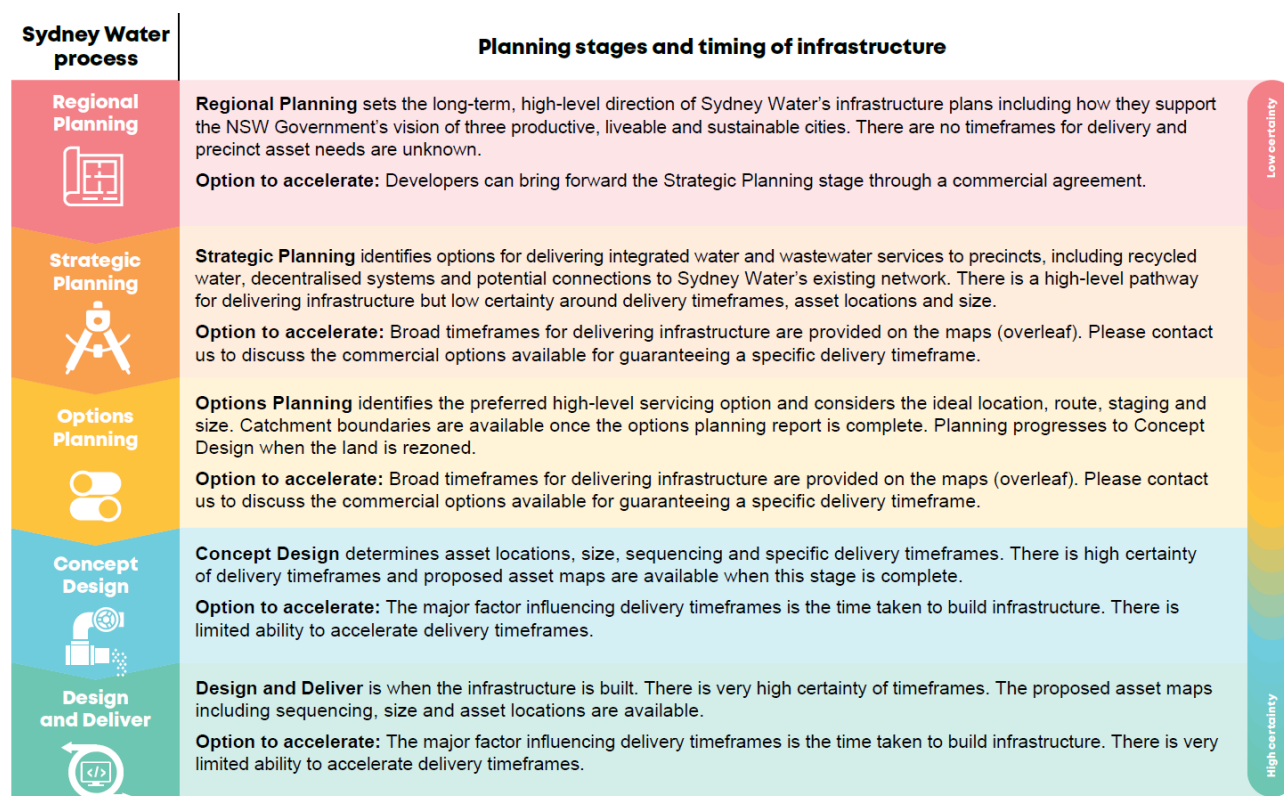 Sydney Water
process
Planning stages and timing of infrastructure
Regional
Planning
Regional Planning sets the long-term, high-level direction of Sydney Water's infrastructure plans including how they support
the NSW Government's vision of three productive, liveable and sustainable cities. There are no timeframes for delivery and
precinct asset needs are unknown.
Option to accelerate: Developers can bring forward the Strategic Planning stage through a commercial agreement.
Low certainty
Strategic
Planning
Strategic Planning identifies options for delivering integrated water and wastewater services to precincts, including recycled
water, decentralised systems and potential connections to Sydney Water's existing network. There is a high-level pathway
for delivering infrastructure but low certainty around delivery timeframes, asset locations and size.
Option to accelerate: Broad timeframes for delivering infrastructure are provided on the maps (overleaf). Please contact
us to discuss the commercial options available for guaranteeing a specific delivery timeframe.
Options
Planning
Options Planning identifies the preferred high-level servicing option and considers the ideal location, route, staging and
size. Catchment boundaries are available once the options planning report is complete. Planning progresses to Concept
Design when the land is rezoned.
Option to accelerate: Broad timeframes for delivering infrastructure are provided on the maps (overleaf). Please contact
us to discuss the commercial options available for guaranteeing a specific delivery timeframe.
Concept
Design
Concept Design determines asset locations, size, sequencing and specific delivery timeframes. There is high certainty
of delivery timeframes and proposed asset maps are available when this stage is complete.
Option to accelerate: The major factor influencing delivery timeframes is the time taken to build infrastructure. There is
limited ability to accelerate delivery timeframes.
Design
and Deliver
</>
Design and Deliver is when the infrastructure is built. There is very high certainty of timeframes. The proposed asset maps
including sequencing, size and asset locations are available.
Option to accelerate: The major factor influencing delivery timeframes is the time taken to build infrastructure. There is very
limited ability to accelerate delivery timeframes.
High certainty